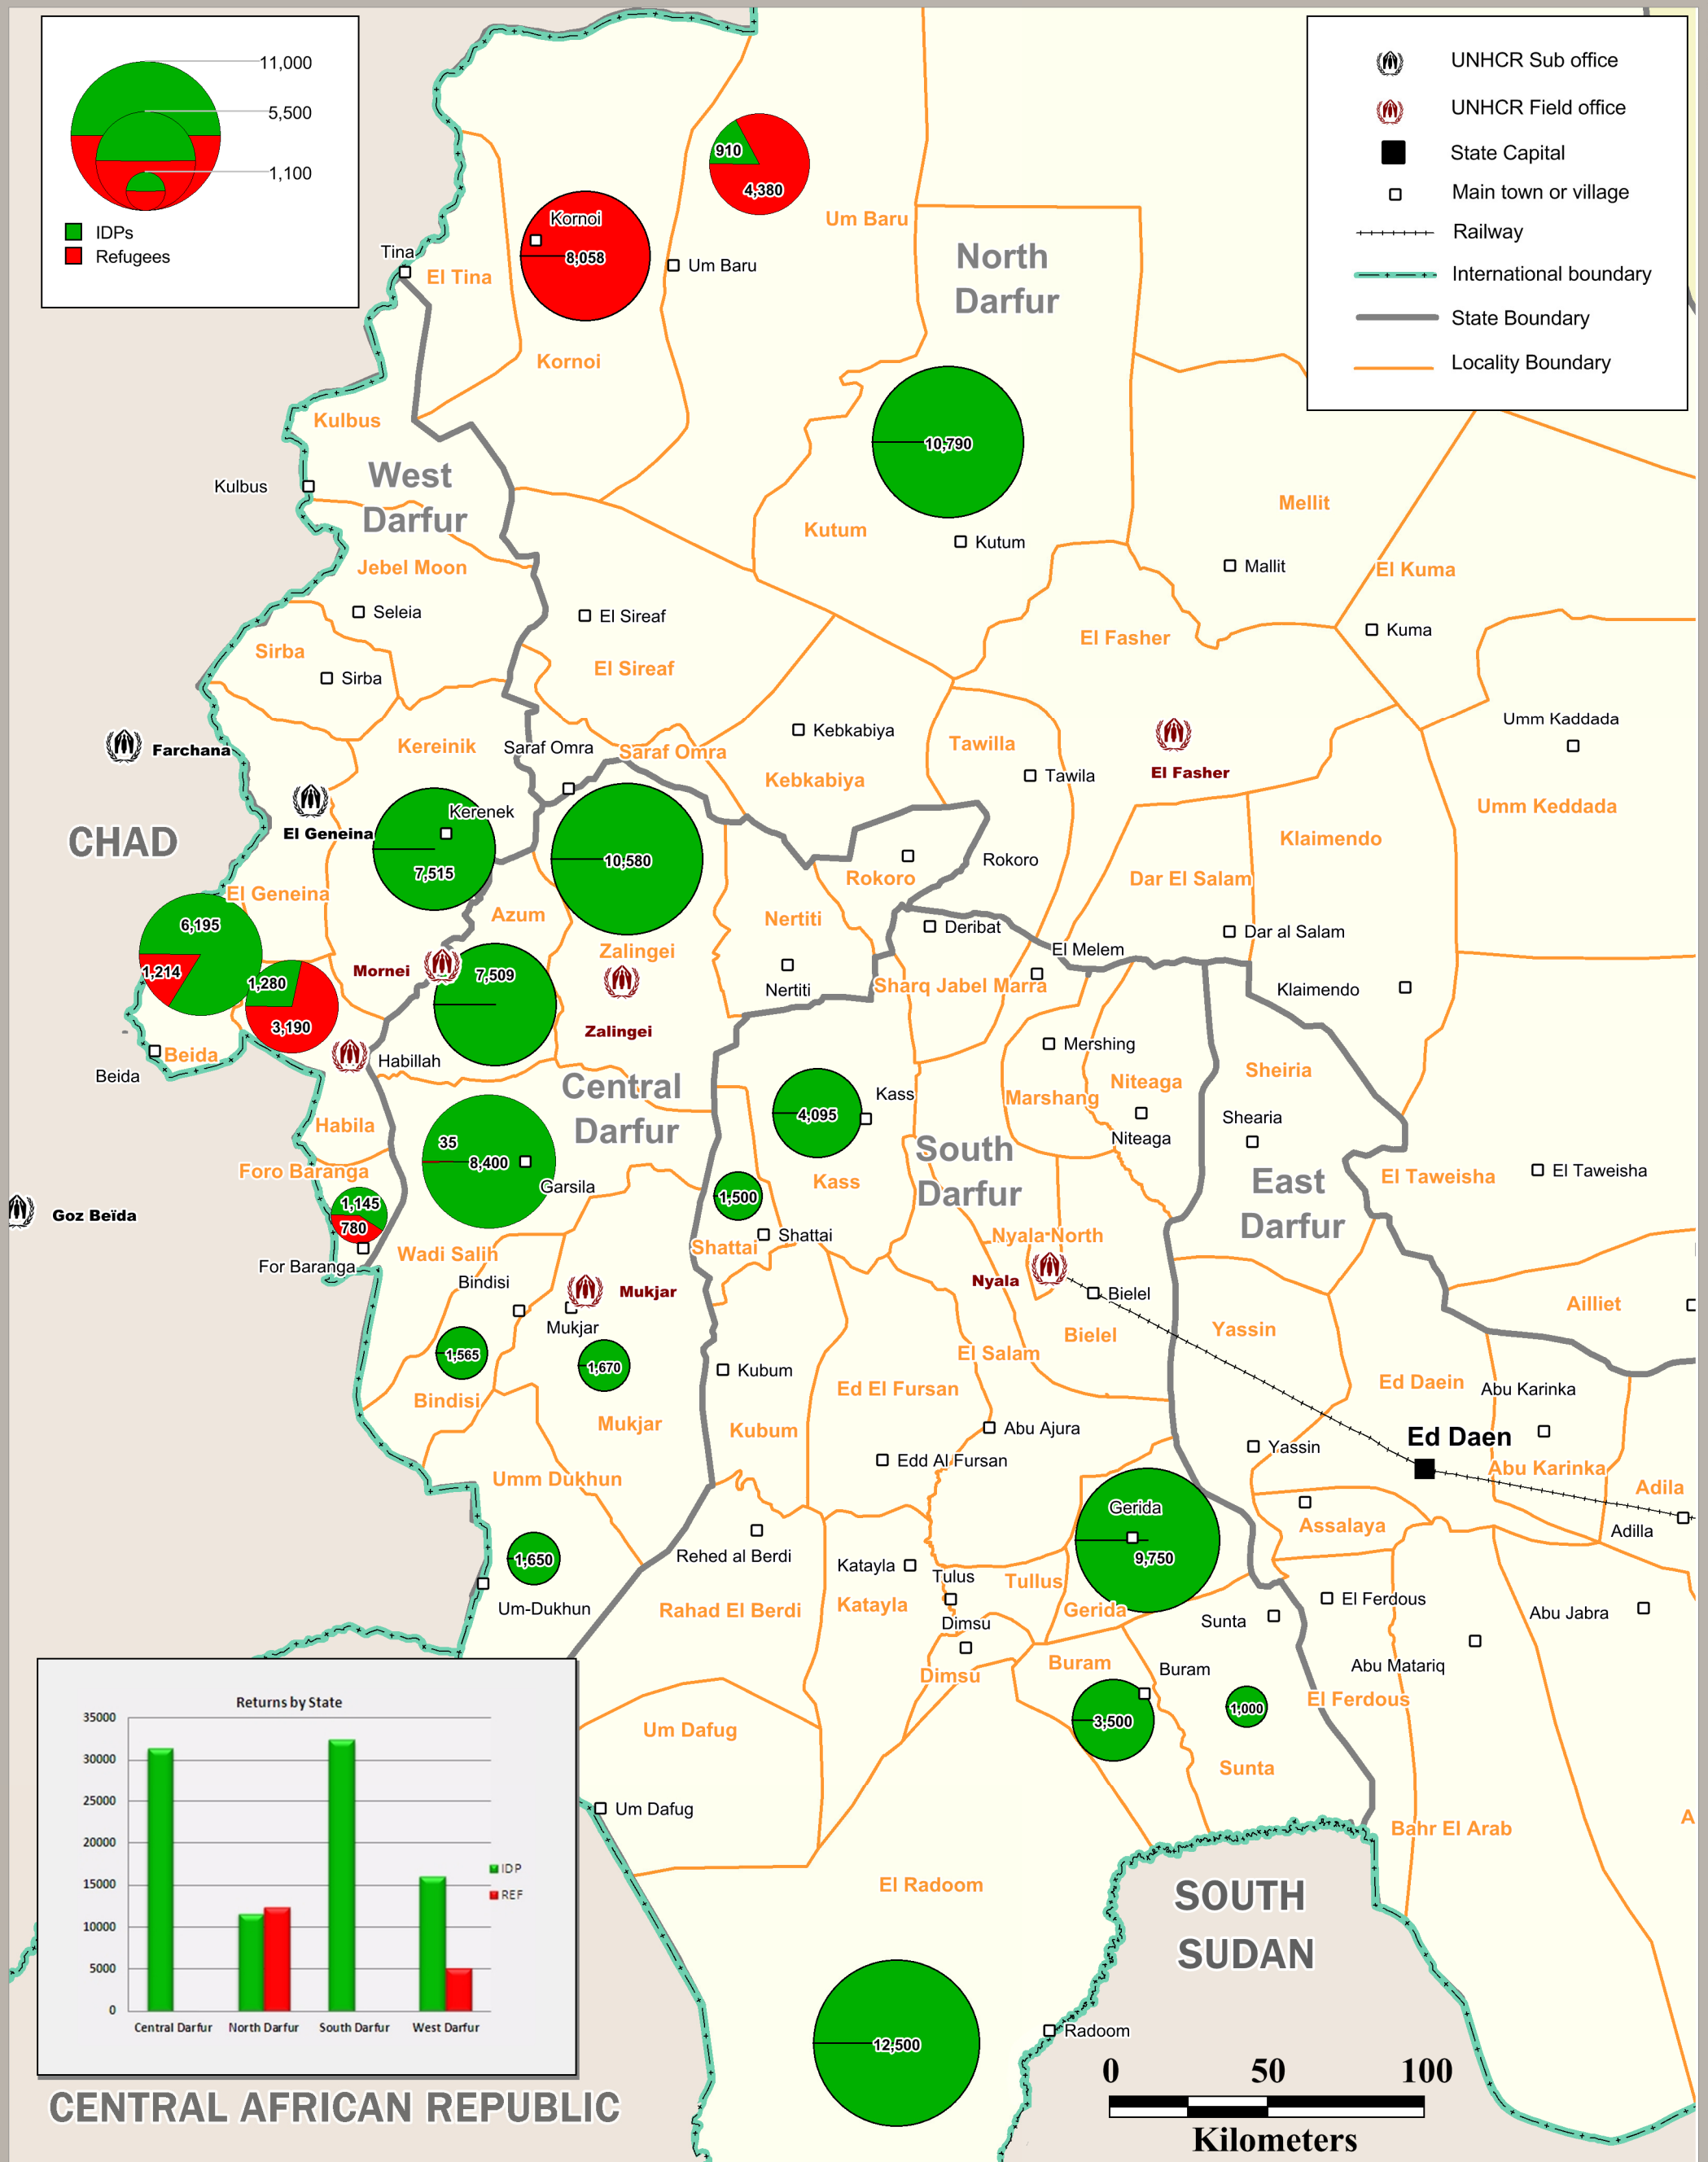 11,000
5,500
1,100
IDPs
Refugees
UNHCR Sub office
UNHCR Field office
State Capital
Main town or village
Railway
International boundary
State Boundary
Locality Boundary
910
4,380
Um Baru
Kornoi
8,058
Um Baru
North
Darfur
Tina
El Tina
Kornoi
Kulbus
10,790
West
Darfur
Kulbus
Kutum
Kutum
Mellit
Mallit
El Kuma
Jebel Moon
Seleia
El Sireaf
El Fasher
Kuma
Sirba
Sirba
El Sireaf
Farchana
Kereinik
Saraf Omra
Saraf Omra
Kebkabiya
Kebkabiya
Tawilla
Tawila
El Fasher
Umm Kaddada
Umm Keddada
CHAD
El Geneina
Kerenek
7,515
10,580
Rokoro
Rokoro
Klaimendo
Dar El Salam
El Geneina
Azum
Nertiti
Deribat
Dar al Salam
6,195
1,214
1,280
3,190
Mornei
7,509
Zalingei
Zalingei
Nertiti
El Melem
Sharq Jabel Marra
Klaimendo
Beida
Beida
Habillah
Mershing
Niteaga
Marshang
Niteaga
Sheiria
Shearia
Central
Darfur
4,095
Kass
Kass
Habila
Foro Baranga
35
8,400
Garsila
South
Darfur
East
Darfur
El Taweisha
El Taweisha
Goz Beïda
1,145
780
For Baranga
1,500
Shattai
Shattai
Wadi Salih
Bindisi
Mukjar
Mukjar
Nyala-North
Nyala
Bielel
Bielel
Ailliet
Yassin
1,565
1,670
Bindisi
Mukjar
Kubum
Kubum
El Salam
Ed El Fursan
Ed Daein
Abu Karinka
Abu Ajura
Edd Al Fursan
Yassin
Ed Daen
Abu Karinka
Umm Dukhun
Adila
Gerida
9,750
Assalaya
Adilla
1,650
Um-Dukhun
Rehed al Berdi
Katayla
Tulus
Tullus
Rahad El Berdi
Katayla
Gerida
Dimsu
Sunta
El Ferdous
Abu Jabra
Dimsu
Buram
Buram
3,500
1,000
Abu Matariq
El Ferdous
Um Dafug
Sunta
Um Dafug
Bahr El Arab
A
El Radoom
SOUTH
SUDAN
12,500
Radoom
Returns by State
35000
30000
25000
20000
15000
10000
5000
0
Central Darfur
North Darfur
South Darfur
West Darfur
IDP
REF
CENTRAL AFRICAN REPUBLIC
0 50 100
Kilometers